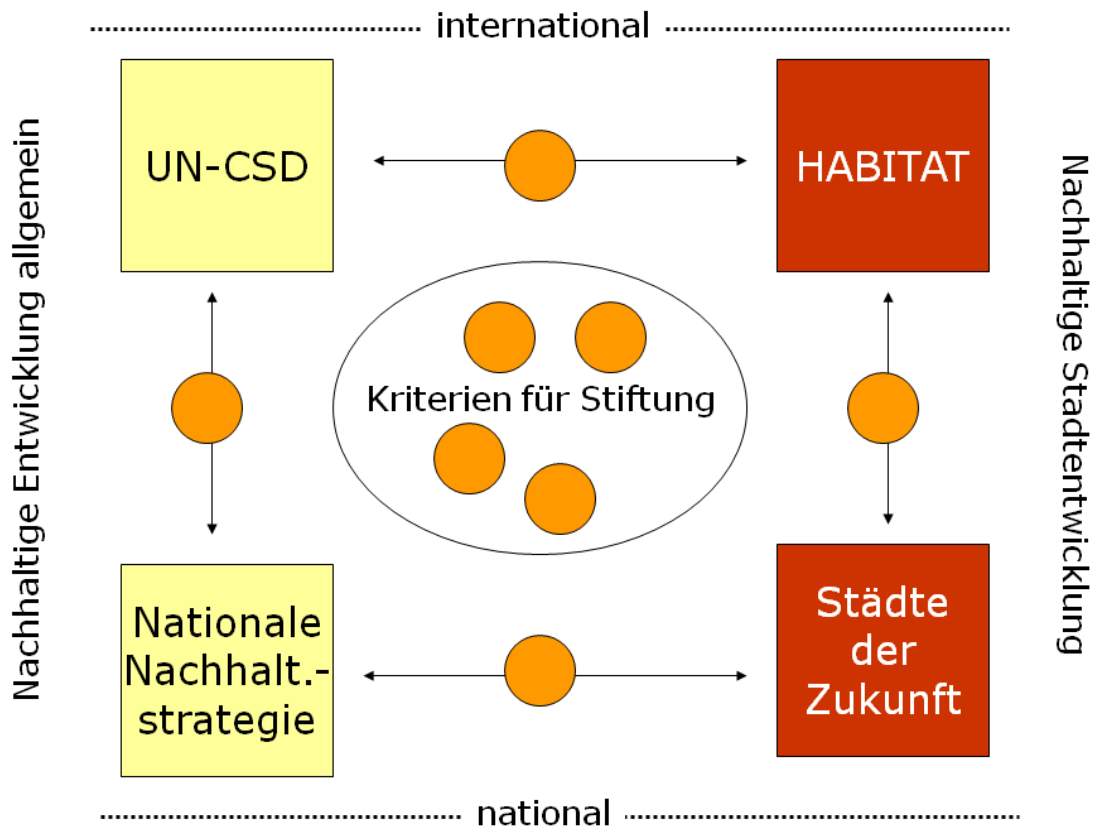 international
UN-CSD
HABITAT
Nachhaltige Entwicklung allgemein
Nachhaltige Stadtentwicklung
Kriterien für Stiftung
Nationale
Nachhalt.-
strategie
Städte
der
Zukunft
national